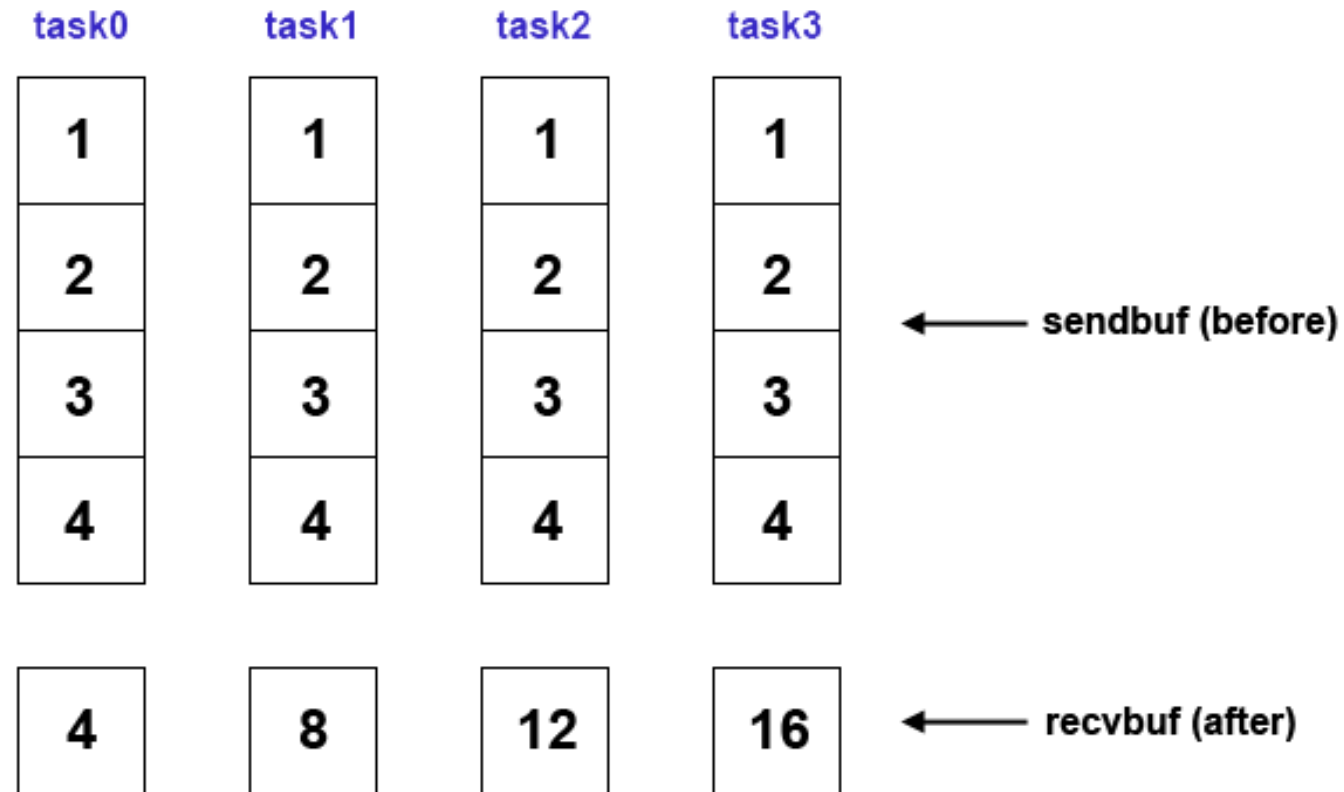 task0 task1 task2 task3
1 1 1 1
2 2 2 2
sendbuf (before)
3 3 3 3
4 4 4 4
4 8 12 16 recvbuf (after)